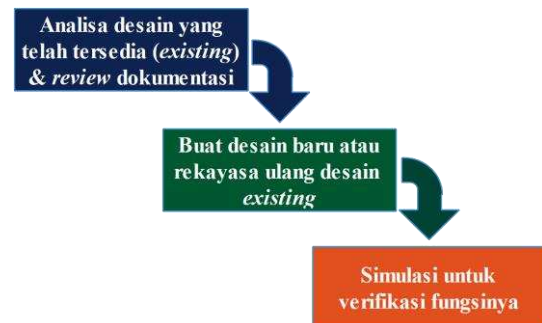 Analisa desain yang
telah tersedia (existing)
& review dokumentasi
Buat desain baru atau
rekayasa ulang desain
existing
Simulasi untuk
verifikasi fungsinya